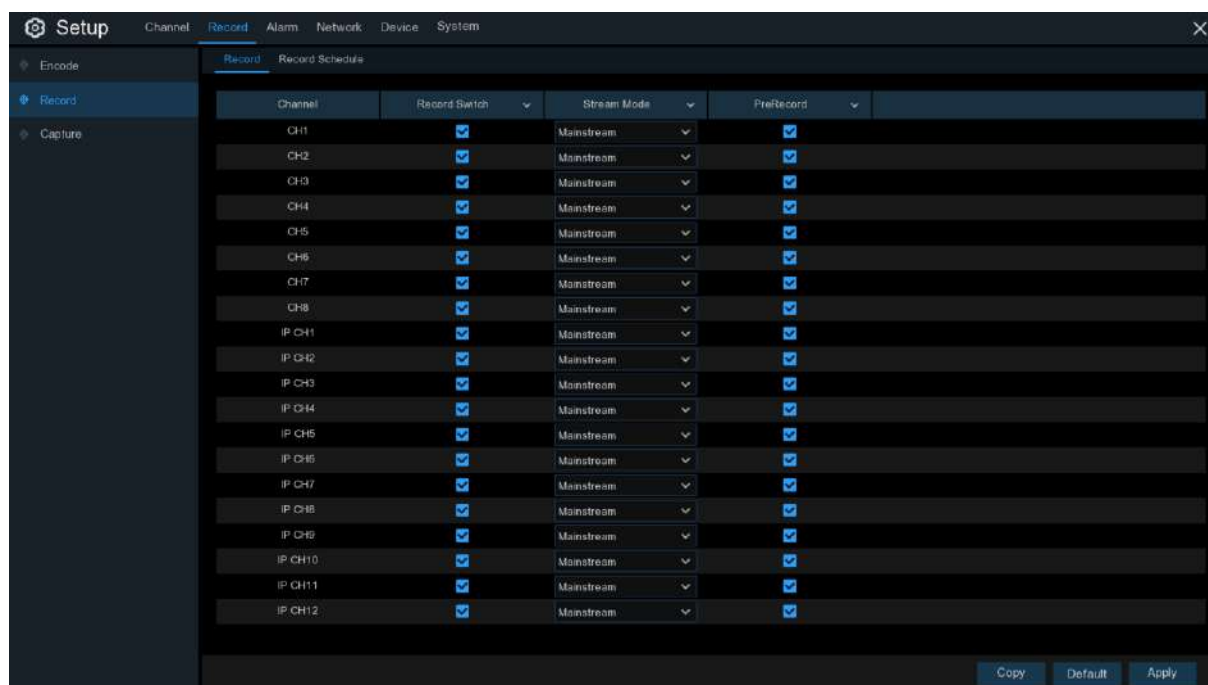 Setup Channel Record Alarm Network Device System
Encode
Record
Capture
Record Record Schedule
Channel Record Switch Stream Mode PreRecord
CH1 Mainstream
CH2 Mainstream
CH3 Mainstream
CH4 Mainstream
CH5 Mainstream
CH6 Mainstream
CH7 Mainstream
CH8 Mainstream
IP CH1 Mainstream
IP CH2 Mainstream
IP CH3 Mainstream
IP CH4 Mainstream
IP CH5 Mainstream
IP CH6 Mainstream
IP CH7 Mainstream
IP CH8 Mainstream
IP CH9 Mainstream
IP CH10 Mainstream
IP CH11 Mainstream
IP CH12 Mainstream
Copy Default Apply